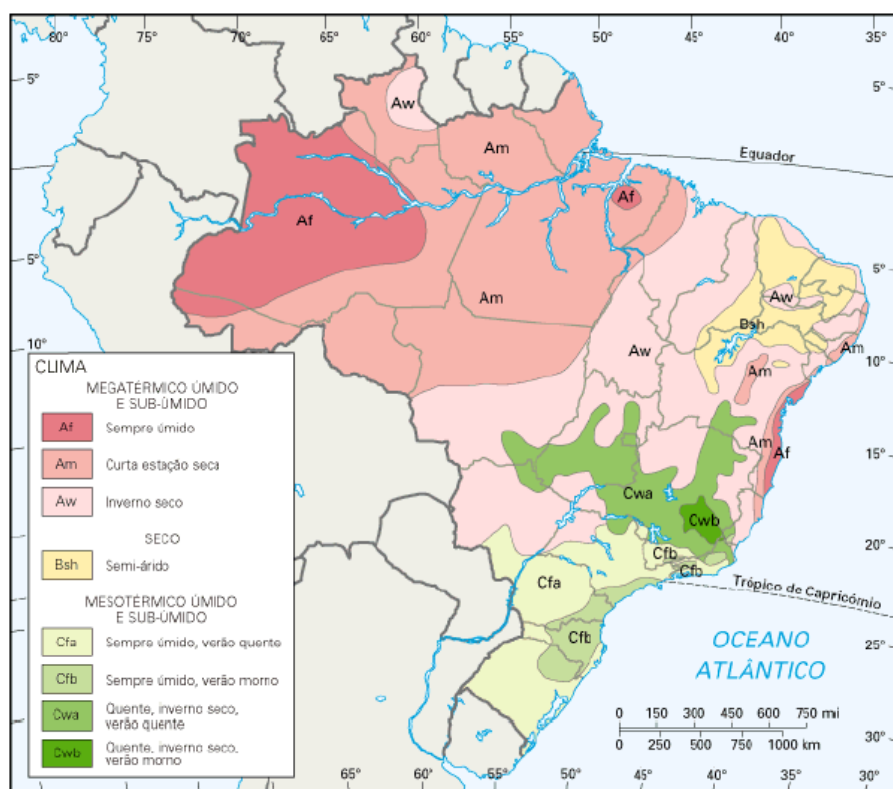 70° 65° 60° 55° 50° 45° 40° 35°
5°
5°
Aw
Am
Equador
80° 75°
Af
Af
5°
5°
Am
Aw
Bsh
10°
Aw
Am
10°
Am
CLIMA
MEGATÉRMICO ÚMIDO
E SUB-ÚMIDO
Af Sempre úmido
Am Curta estação seca
Aw Inverno seco
SECO
Bsh Semi-árido
MESOTÉRMICO ÚMIDO
E SUB-ÚMIDO
Cfa Sempre úmido, verão quente
Cfb Sempre úmido, verão morno
Cwa Quente, inverno seco,
verão quente
Cwb Quente, inverno seco,
verão morno
Am
Af
15°
Cwa
Cwb
20°
Cfb
Cfb
Cfa
Trópico de Capricórnio
Cfb
OCEANO
ATLÂNTICO
25°
0 150 300 450 600 750 mi
0 250 500 750 1000 km
30°
65° 60° 55° 50° 45° 40° 35°